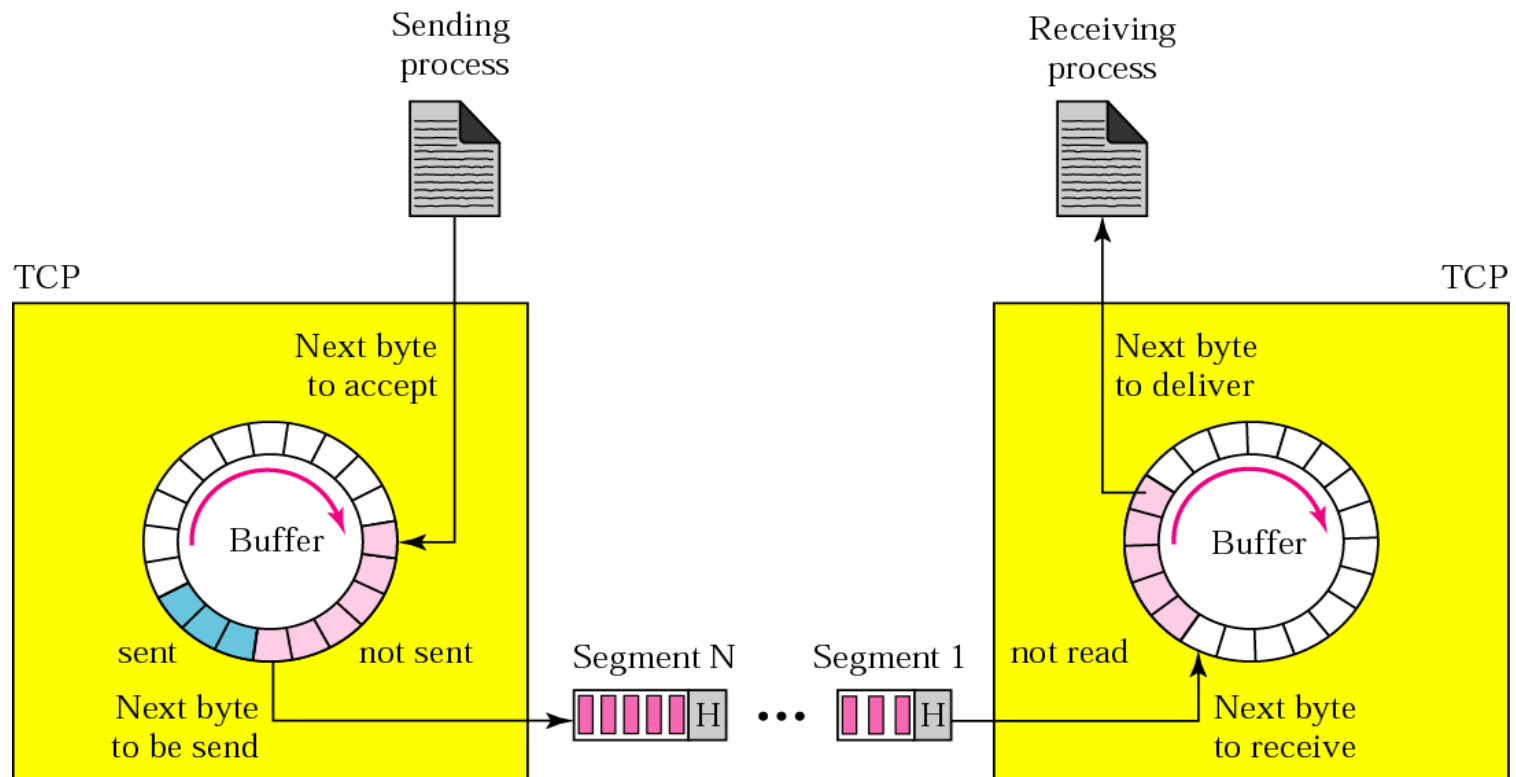 Sending
process
Receiving
process
TCP
TCP
Next byte
to accept
Next byte
to deliver
Buffer
Buffer
sent
not sent
Segment N
Segment 1
not read
H
...
H
Next byte
to be send
Next byte
to receive